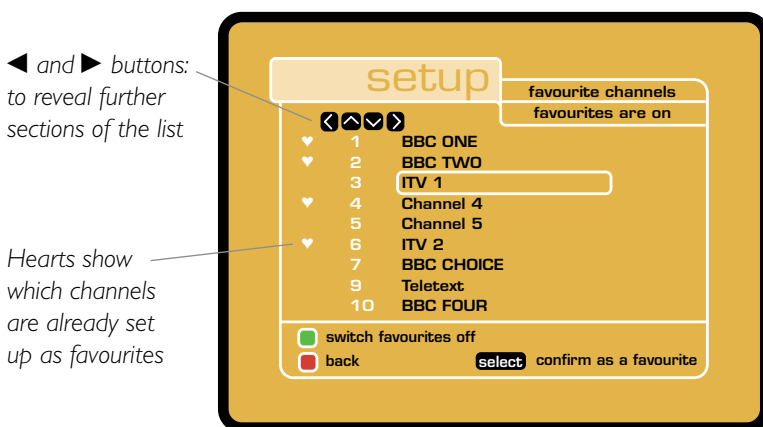 ◀ and ▶ buttons:
to reveal further
sections of the list
Hearts show
which channels
are already set
up as favourites
setup
favourite channels
favourites are on
♥ 1 BBC ONE
♥ 2 BBC TWO
3 ITV 1
♥ 4 Channel 4
5 Channel 5
♥ 6 ITV 2
7 BBC CHOICE
9 Teletext
10 BBC FOUR
switch favourites off
back
select confirm as a favourite